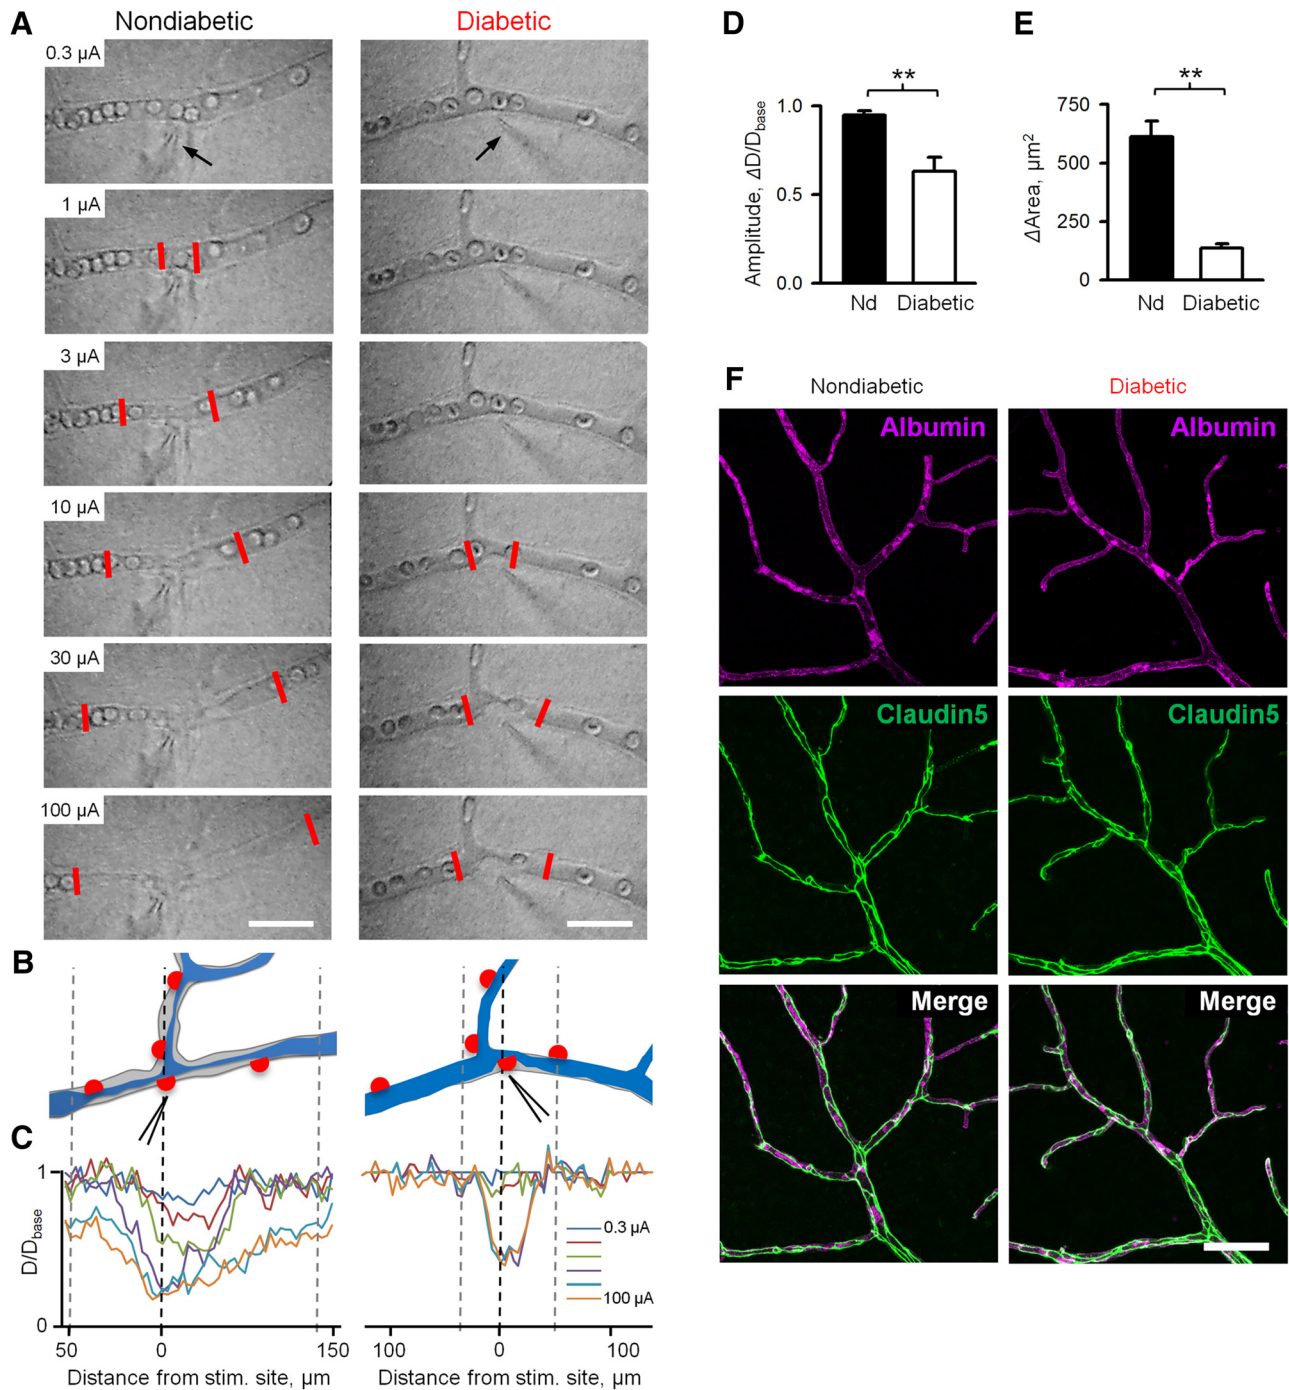 A
Nondiabetic
Diabetic
0.3 µA
1 µA
3 µA
10 µA
30 µA
100 µA
B
C
1
0
D/Dbase
50
0
150
Distance from stim. site, µm
0.3 µA
100 µA
100
0
100
Distance from stim. site, µm
D
**
1.0
0.5
0.0
Amplitude, ΔD/Dbase
Nd
Diabetic
E
**
750
500
250
0
ΔArea, µm2
Nd
Diabetic
F
Nondiabetic
Diabetic
Albumin
Albumin
Claudin5
Claudin5
Merge
Merge